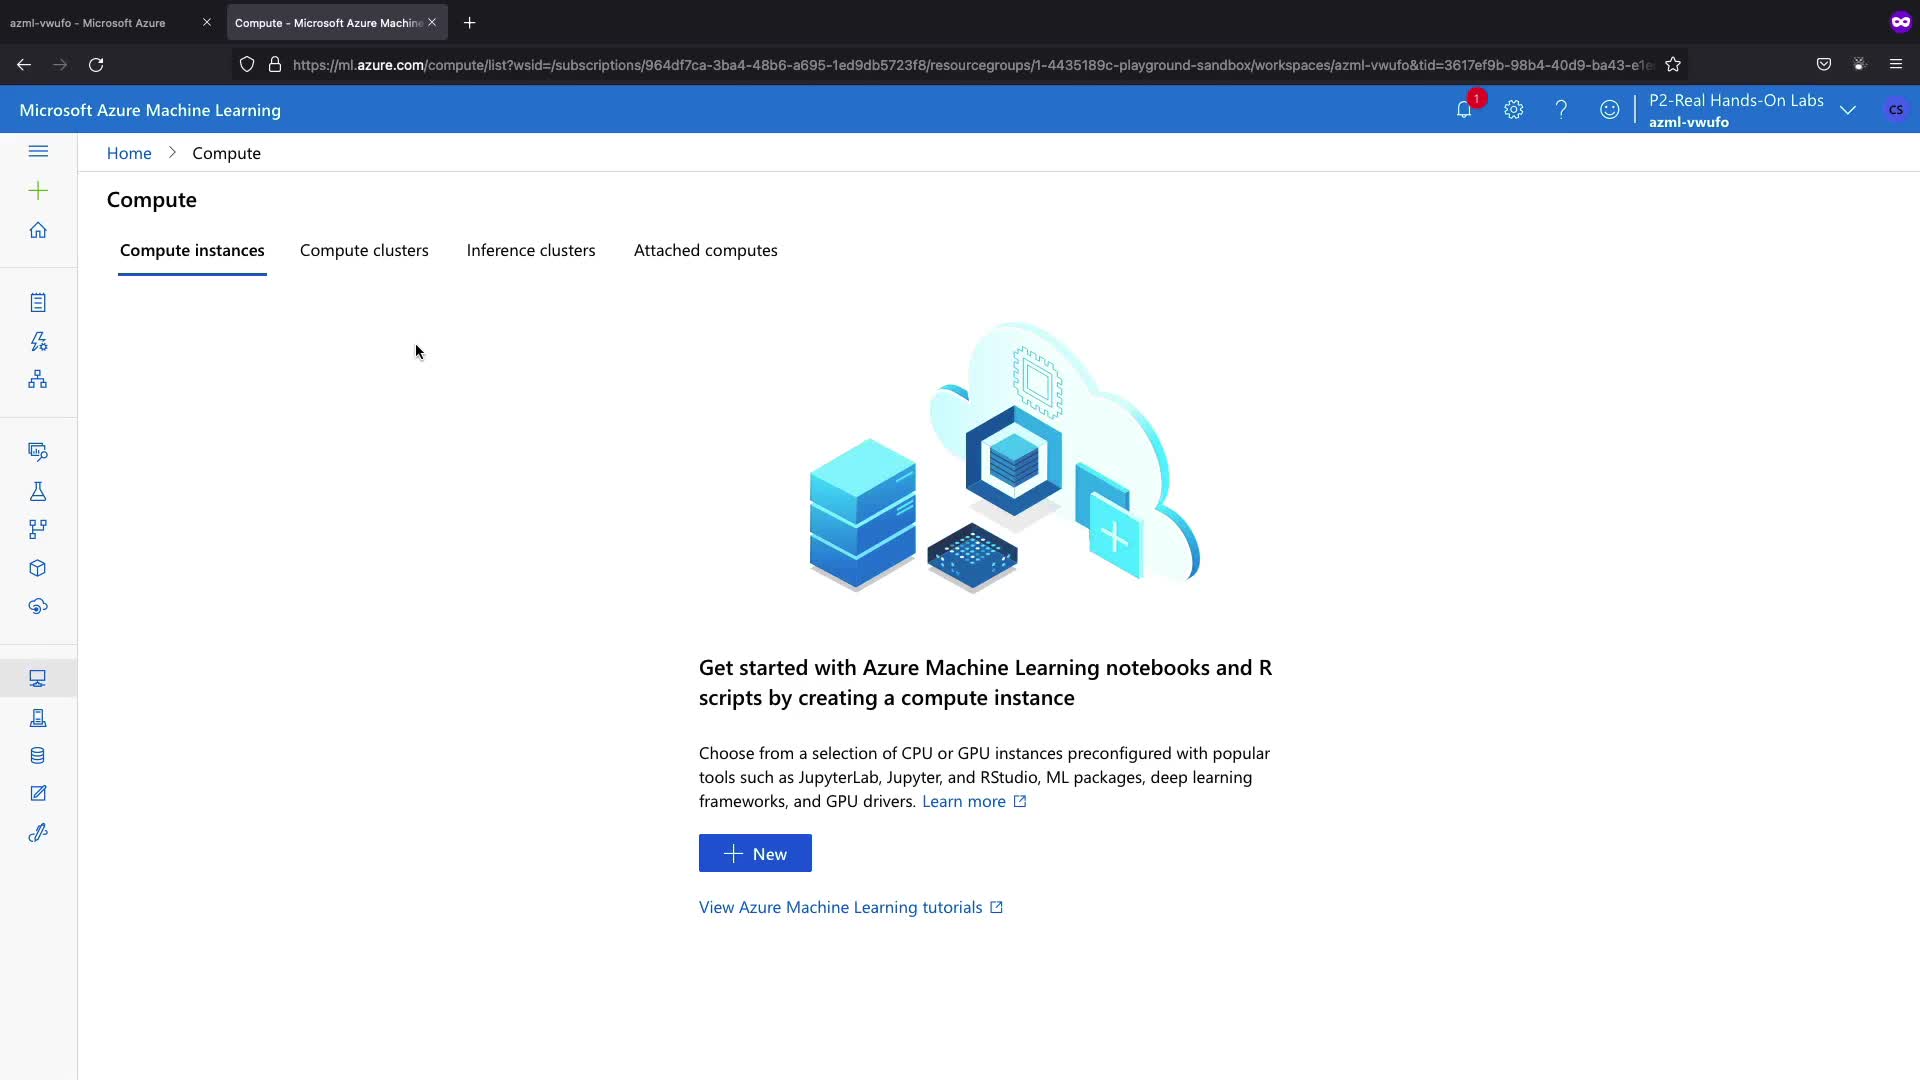 azml-vwufo - Microsoft Azure
Compute - Microsoft Azure Machine
https://ml.azure.com/compute/list?wsid=/subscriptions/964df7ca-3ba4-48b6-a695-1ed9db5723f8/resourcegroups/1-4435189c-playground-sandbox/workspaces/azml-vwufo&tid=3617ef9b-98b4-40d9-ba43-e1e
Microsoft Azure Machine Learning
1
P2-Real Hands-On Labs
azml-vwufo
CS
Home > Compute
Compute
Compute instances Compute clusters Inference clusters Attached computes
Get started with Azure Machine Learning notebooks and R
scripts by creating a compute instance
Choose from a selection of CPU or GPU instances preconfigured with popular
tools such as JupyterLab, Jupyter, and RStudio, ML packages, deep learning
frameworks, and GPU drivers. Learn more
New
View Azure Machine Learning tutorials